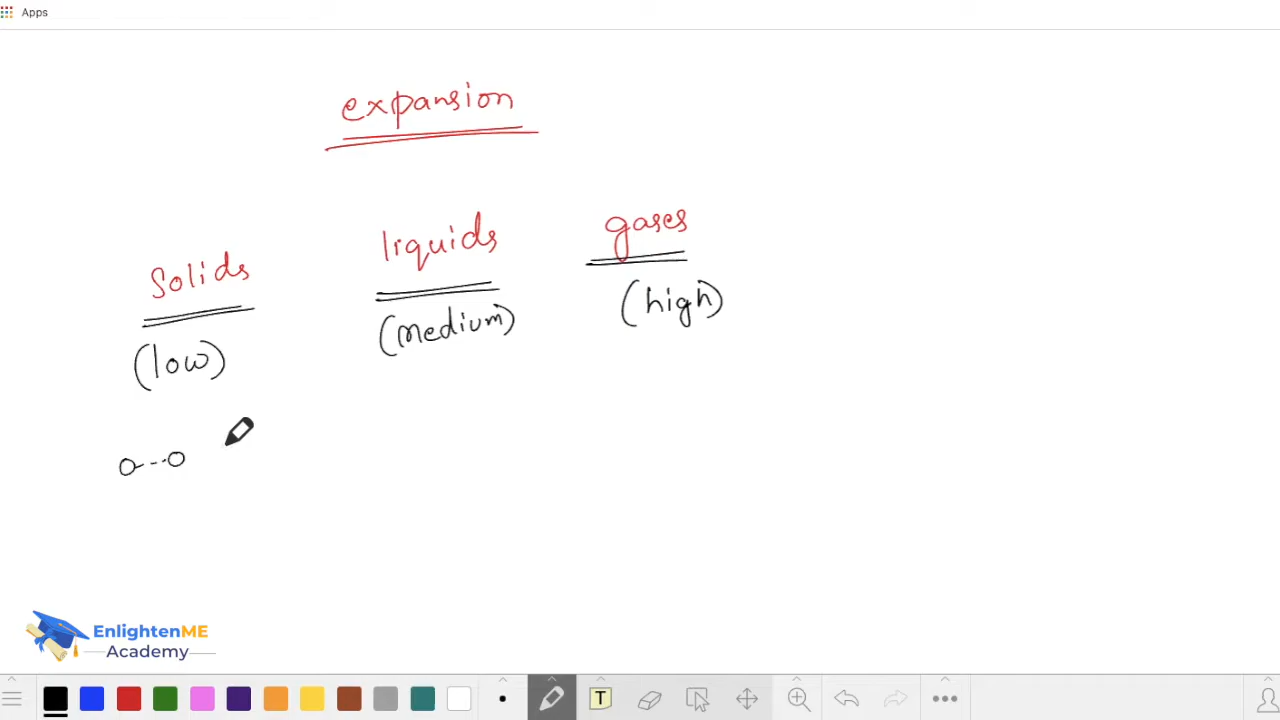 Apps
expansion
Solids
liquids
gases
(low)
(medium)
(high)
EnlightenME
Academy
T